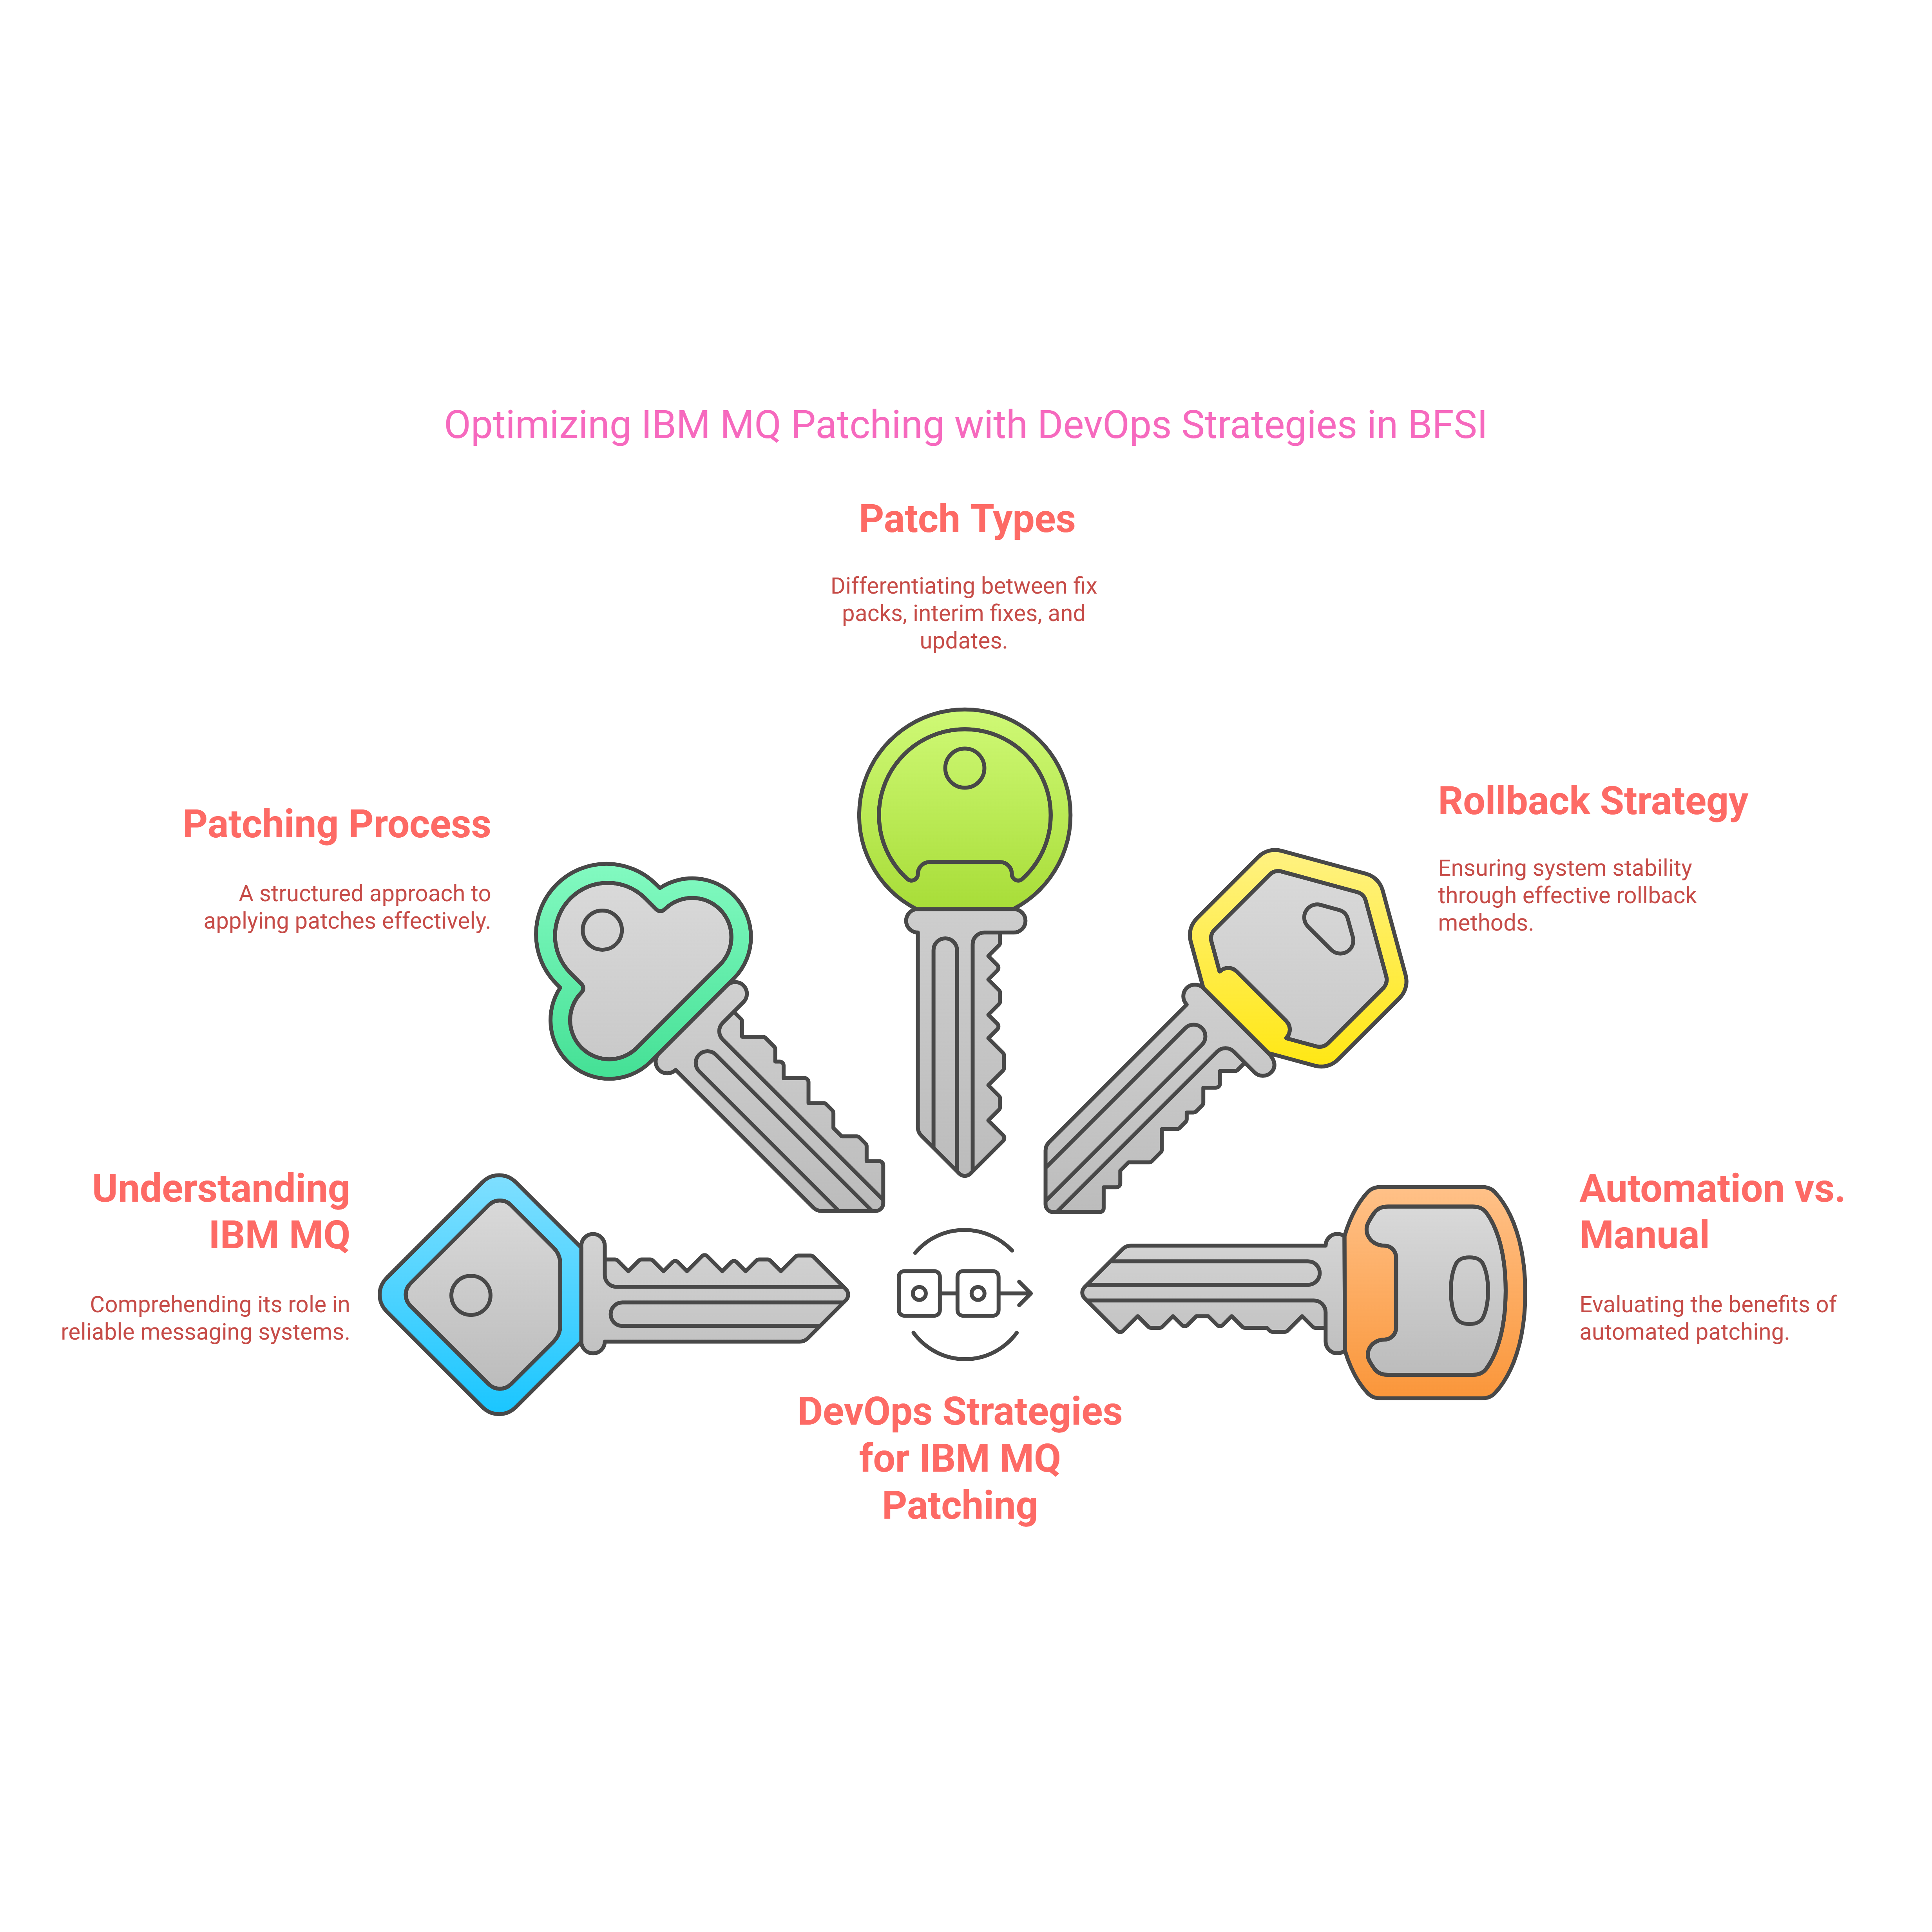 Optimizing IBM MQ Patching with DevOps Strategies in BFSI
Patch Types
Differentiating between fix
packs, interim fixes, and
updates.
Patching Process
A structured approach to
applying patches effectively.
Rollback Strategy
Ensuring system stability
through effective rollback
methods.
Understanding
IBM MQ
Comprehending its role in
reliable messaging systems.
Automation vs.
Manual
Evaluating the benefits of
automated patching.
DevOps Strategies
for IBM MQ
Patching